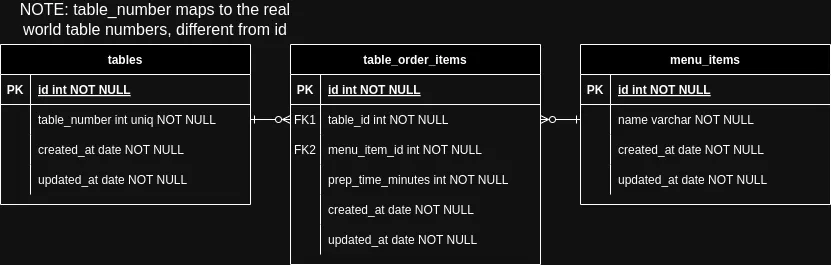 NOTE: table_number maps to the real
world table numbers, different from id
tables
PK id int NOT NULL
table_number int uniq NOT NULL
created_at date NOT NULL
updated_at date NOT NULL
table_order_items
PK id int NOT NULL
FK1 table_id int NOT NULL
FK2 menu_item_id int NOT NULL
prep_time_minutes int NOT NULL
created_at date NOT NULL
updated_at date NOT NULL
menu_items
PK id int NOT NULL
name varchar NOT NULL
created_at date NOT NULL
updated_at date NOT NULL